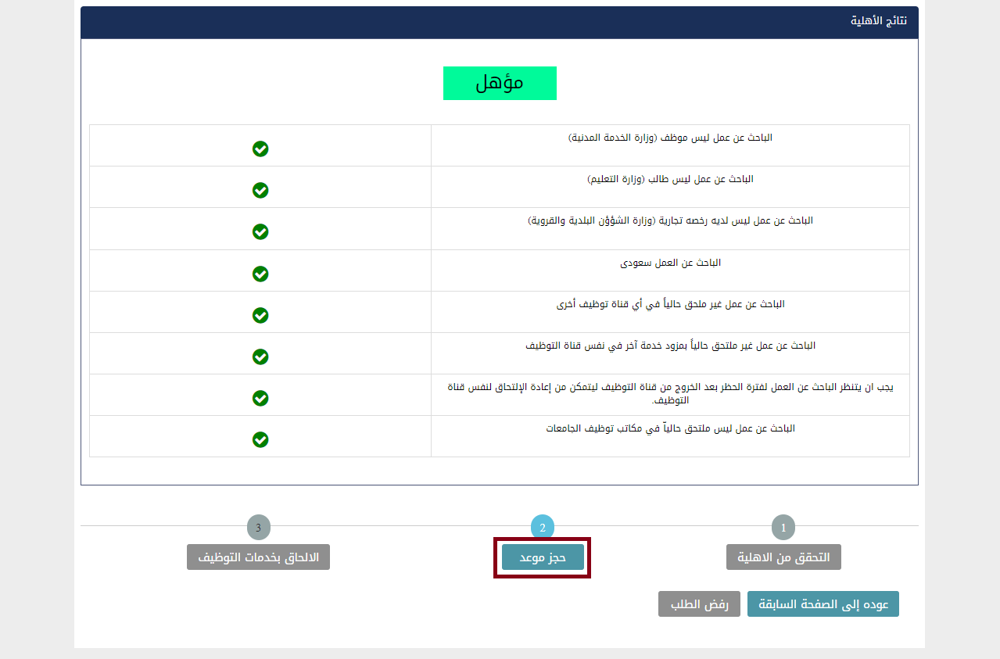 نتائج الأهلية
مؤهل
الباحث عن عمل ليس موظف (وزارة الخدمة المدنية)
الباحث عن عمل ليس طالب (وزارة التعليم)
الباحث عن عمل ليس لديه رخصه تجارية (وزارة الشؤؤن البلدية والقروية)
الباحث عن العمل سعودى
الباحث عن عمل غير ملحق حالياُ في أي قناة توظيف أخرى
الباحث عن عمل غير ملتحق حالياُ بمزود خدمة آخر في نفس قناة التوظيف
يجب ان يتنظر الباحث عن العمل لفترة الحظر بعد الخروج من قناة التوظيف ليتمكن من إعادة الإلتحاق لنفس قناة
التوظيف.
الباحث عن عمل ليس ملتحق حالياّ في مكاتب توظيف الجامعات
1 2 3
التحقق من الاهلية حجز موعد الالحاق بخدمات التوظيف
عوده إلى الصفحة السابقة رفض الطلب